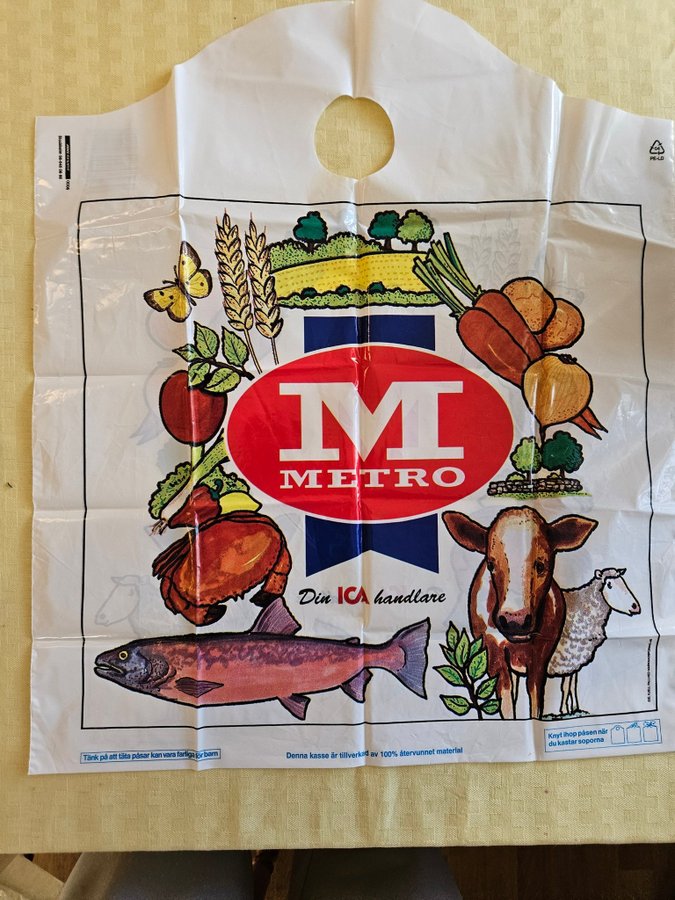 PE-LD
M
METRO
Din ICA handlare
Tänk på att täta påsar kan vara farliga för barn
Denna kasse är tillverkad av 100% återvunnet material
Knyt ihop påsen när
du kastar soporna